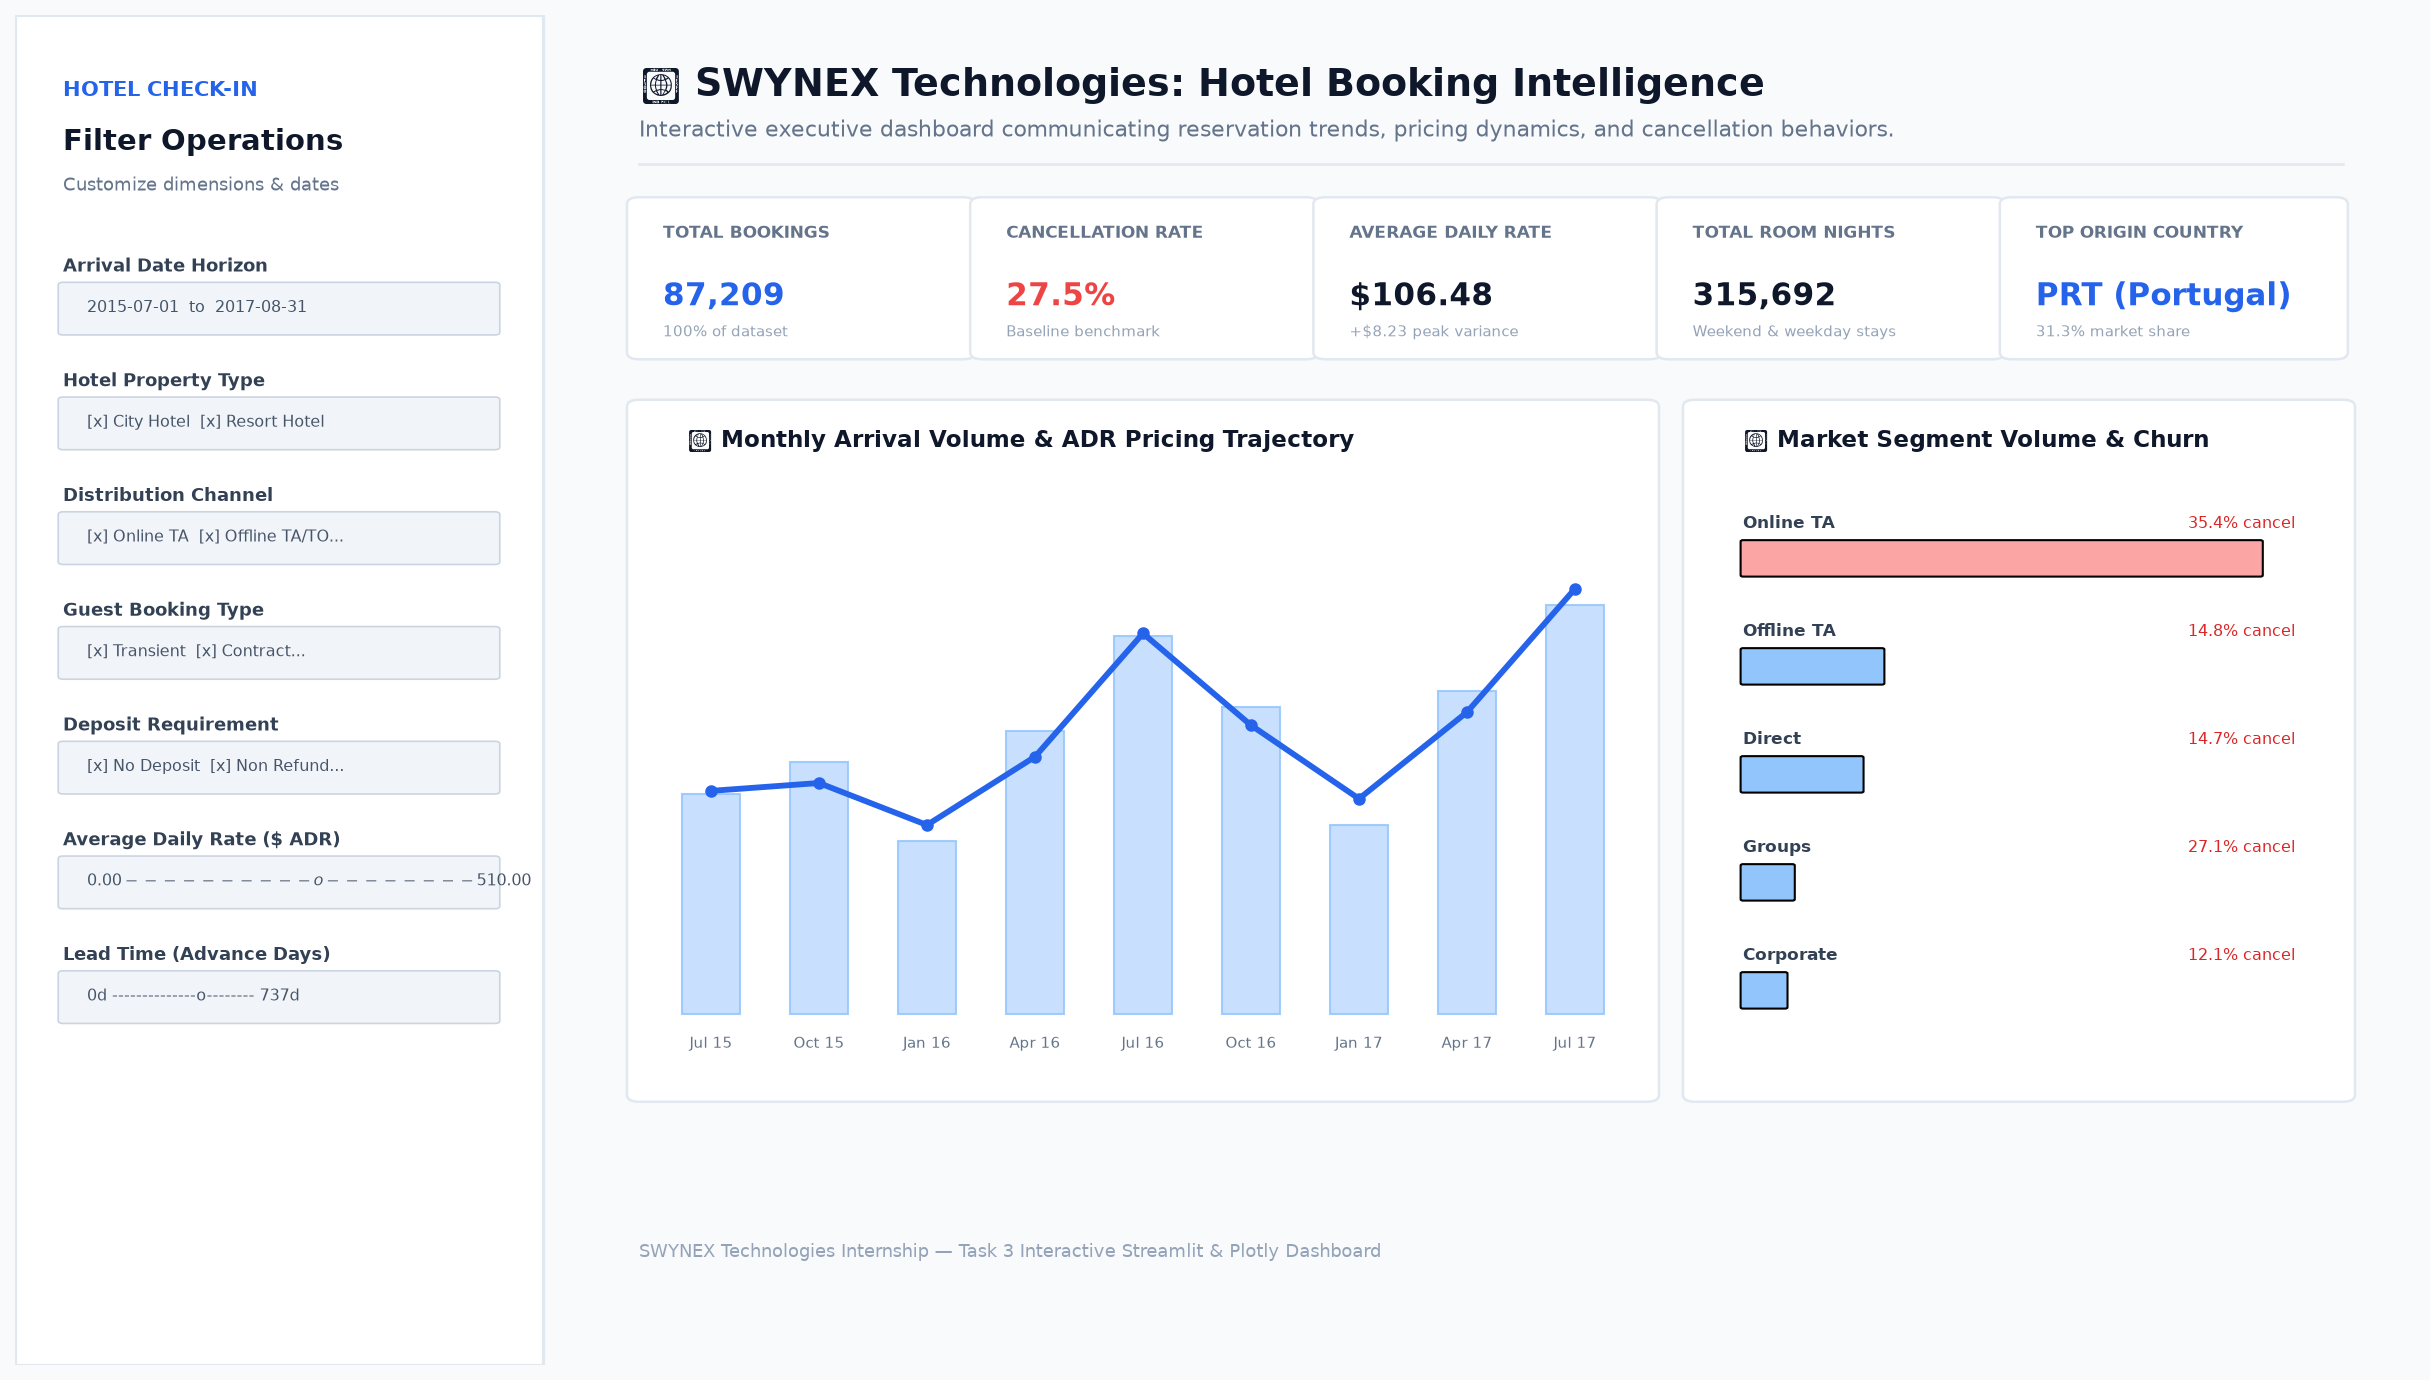 HOTEL CHECK-IN
Filter Operations
Customize dimensions & dates
Arrival Date Horizon
2015-07-01 to 2017-08-31
Hotel Property Type
[x] City Hotel [x] Resort Hotel
Distribution Channel
[x] Online TA [x] Offline TA/TO...
Guest Booking Type
[x] Transient [x] Contract...
Deposit Requirement
[x] No Deposit [x] Non Refund...
Average Daily Rate ($ ADR)
0.00 – – – – – – – – – – o – – – – – – – – 510.00
Lead Time (Advance Days)
0d --------------o-------- 737d
SWYNEX Technologies: Hotel Booking Intelligence
Interactive executive dashboard communicating reservation trends, pricing dynamics, and cancellation behaviors.
TOTAL BOOKINGS
87,209
100% of dataset
CANCELLATION RATE
27.5%
Baseline benchmark
AVERAGE DAILY RATE
$106.48
+$8.23 peak variance
TOTAL ROOM NIGHTS
315,692
Weekend & weekday stays
TOP ORIGIN COUNTRY
PRT (Portugal)
31.3% market share
Monthly Arrival Volume & ADR Pricing Trajectory
Jul 15 Oct 15 Jan 16 Apr 16 Jul 16 Oct 16 Jan 17 Apr 17 Jul 17
Market Segment Volume & Churn
Online TA 35.4% cancel
Offline TA 14.8% cancel
Direct 14.7% cancel
Groups 27.1% cancel
Corporate 12.1% cancel
SWYNEX Technologies Internship — Task 3 Interactive Streamlit & Plotly Dashboard